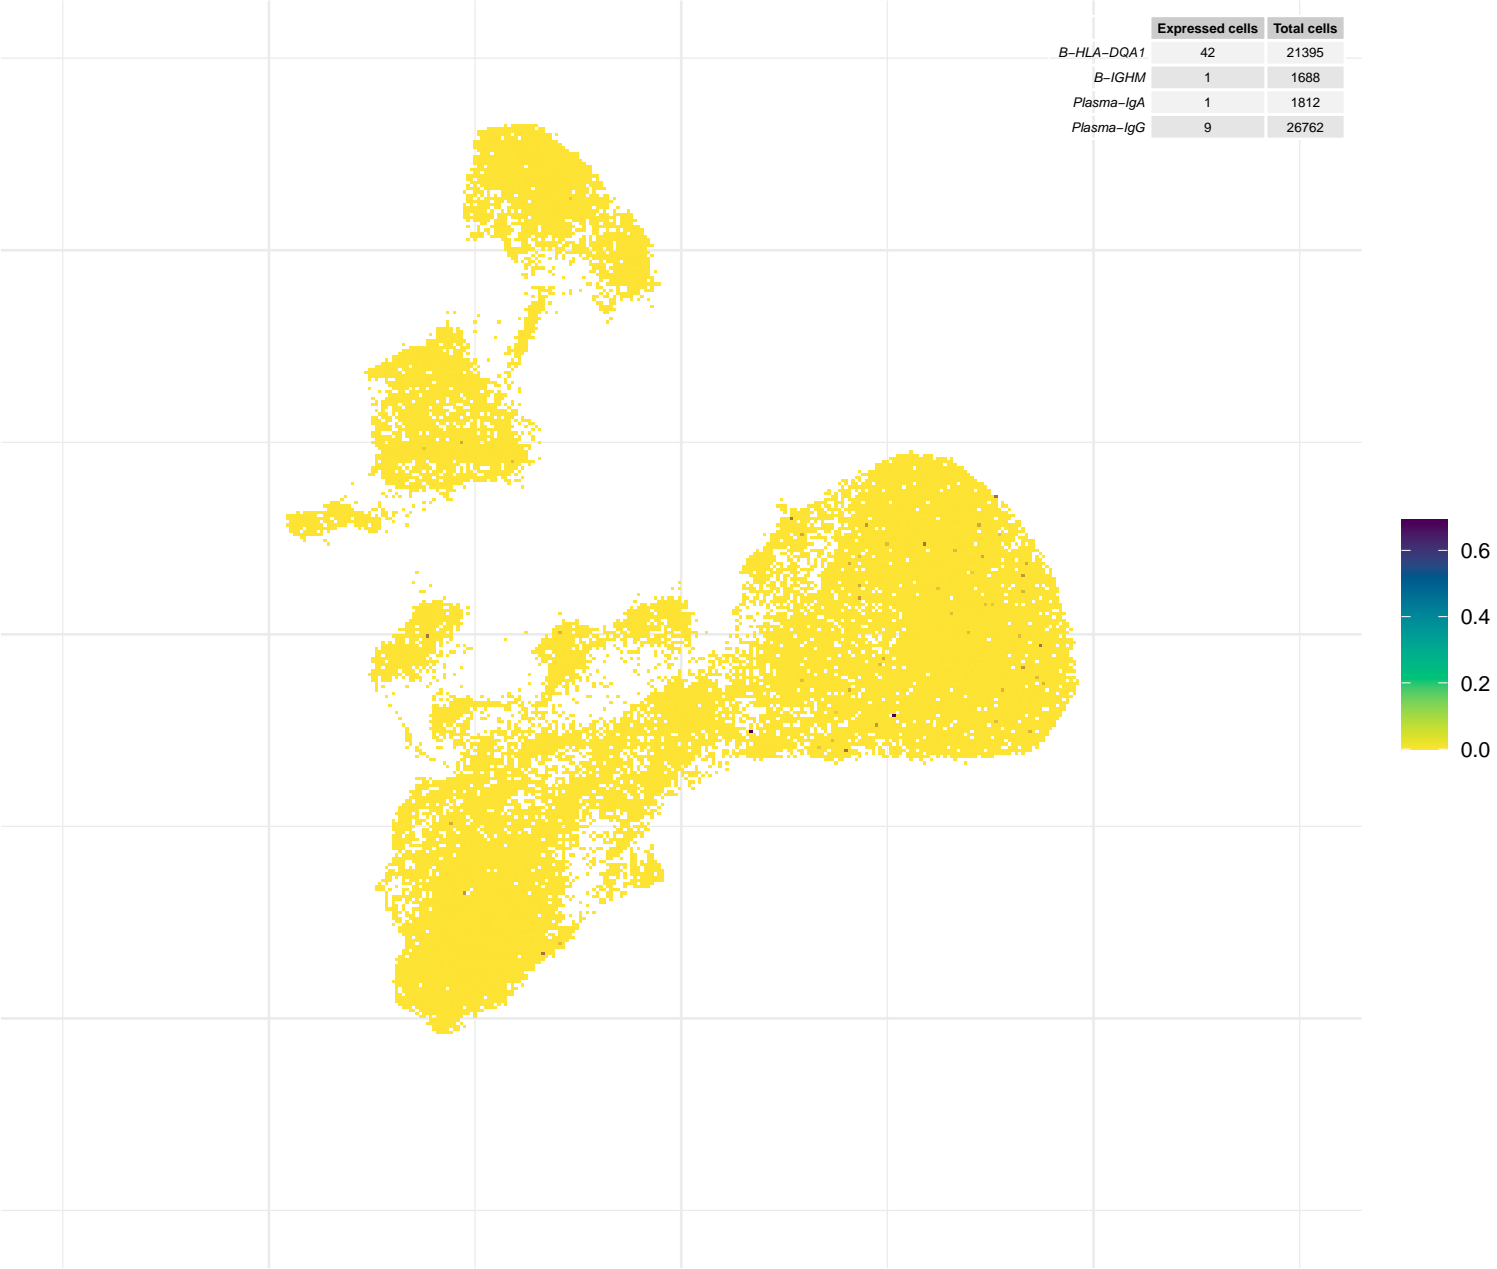 Expressed cells Total cells
B−HLA−DQA1 42 21395
B−IGHM 1 1688
Plasma−IgA 1 1812
Plasma−IgG 9 26762
0.6
0.4
0.2
0.0